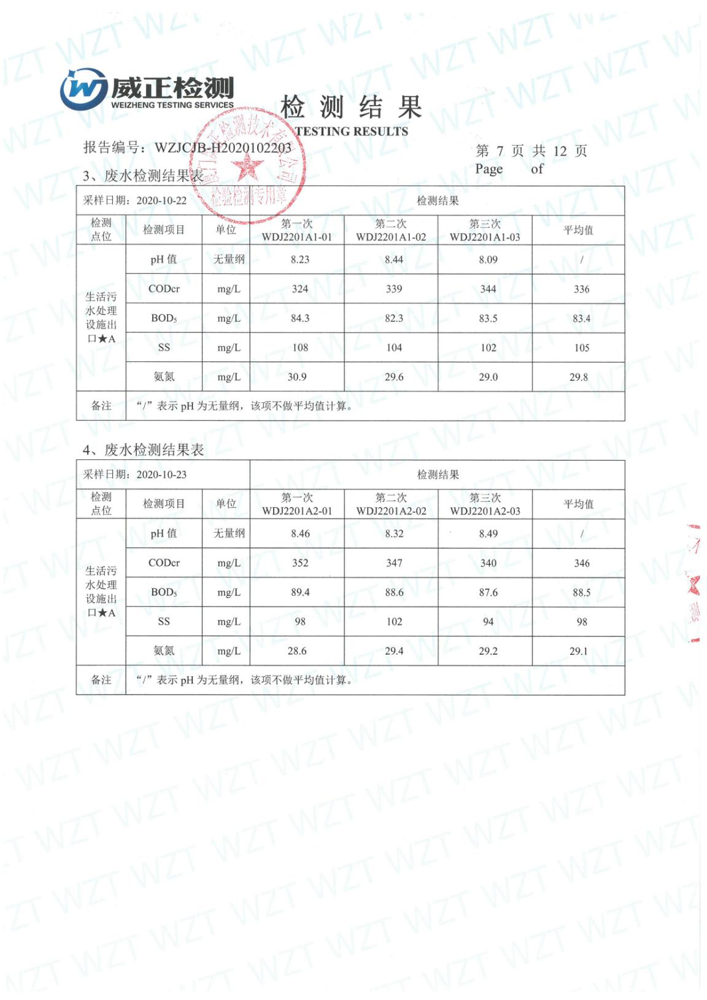 威正检测
WEIZHENG TESTING SERVICES
检 测 结 果
TESTING RESULTS
报告编号：WZJCJB-H2020102203
第 7 页 共 12 页
Page of
3、废水检测结果表
检验检测专用章
采样日期：2020-10-22 检测结果
检测点位 检测项目 单位 第一次 WDJ2201A1-01 第二次 WDJ2201A1-02 第三次 WDJ2201A1-03 平均值
生活污水处理设施出口★A
pH 值 无量纲 8.23 8.44 8.09 /
CODcr mg/L 324 339 344 336
BOD₅ mg/L 84.3 82.3 83.5 83.4
SS mg/L 108 104 102 105
氨氮 mg/L 30.9 29.6 29.0 29.8
备注 “/”表示 pH 为无量纲，该项不做平均值计算。
4、废水检测结果表
采样日期：2020-10-23 检测结果
检测点位 检测项目 单位 第一次 WDJ2201A2-01 第二次 WDJ2201A2-02 第三次 WDJ2201A2-03 平均值
生活污水处理设施出口★A
pH 值 无量纲 8.46 8.32 8.49 /
CODcr mg/L 352 347 340 346
BOD₅ mg/L 89.4 88.6 87.6 88.5
SS mg/L 98 102 94 98
氨氮 mg/L 28.6 29.4 29.2 29.1
备注 “/”表示 pH 为无量纲，该项不做平均值计算。